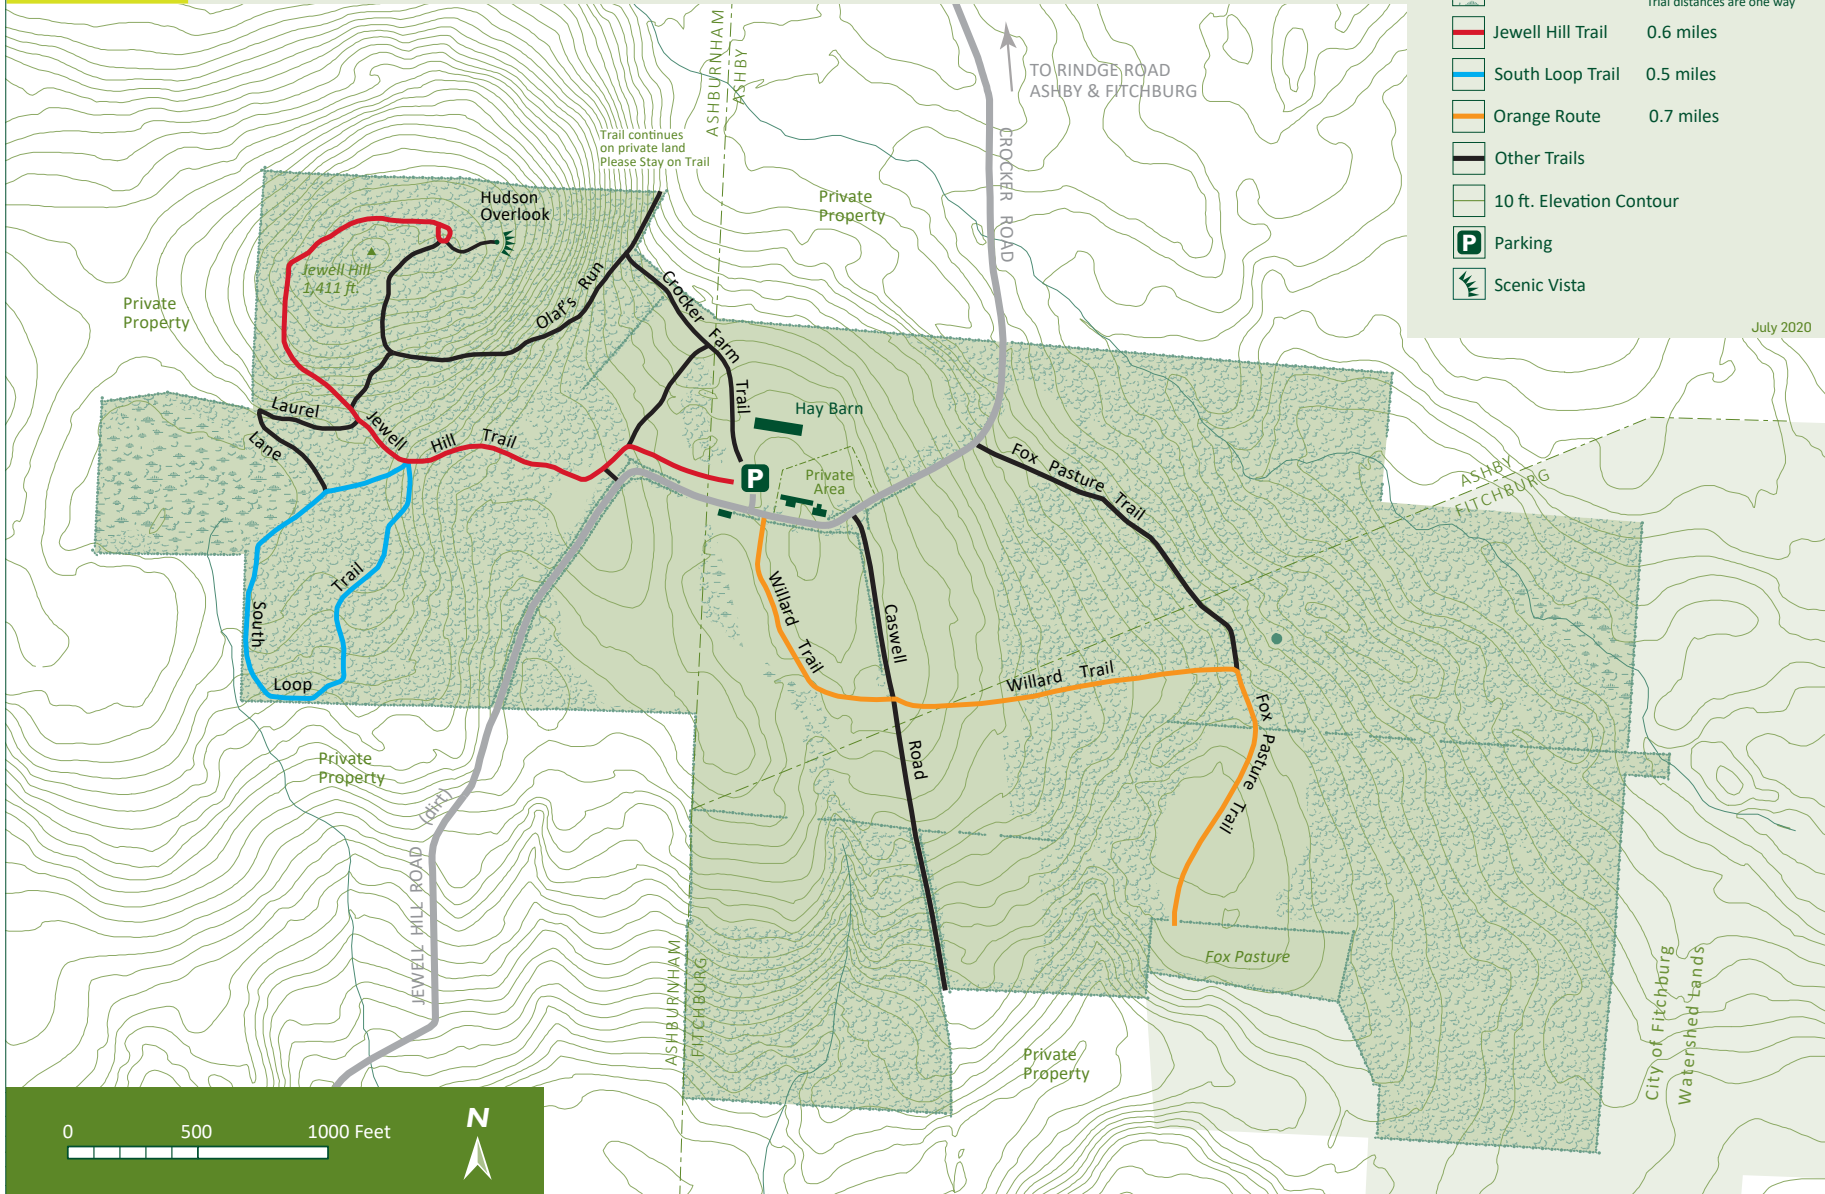 Trial distances are one way
Jewell Hill Trail 0.6 miles
South Loop Trail 0.5 miles
Orange Route 0.7 miles
Other Trails
10 ft. Elevation Contour
P Parking
Scenic Vista
July 2020
ASHBURNHAM
ASHBY
TO RINDGE ROAD
ASHBY & FITCHBURG
CROCKER ROAD
Trail continues
on private land
Please Stay on Trail
Private
Property
Hudson
Overlook
Jewell Hill
1,411 ft.
Private
Property
Olaf's Run
Crocker Farm Trail
Hay Barn
Laurel
Lane
Jewell Hill Trail
P
Private
Area
Fox Pasture Trail
ASHBY
FITCHBURG
South
Loop
Trail
Willard Trail
Caswell
Road
Willard Trail
Fox Pasture Trail
Private
Property
JEWELL HILL ROAD (dirt)
ASHBURNHAM
FITCHBURG
Fox Pasture
Private
Property
City of Fitchburg
Watershed Lands
0 500 1000 Feet
N